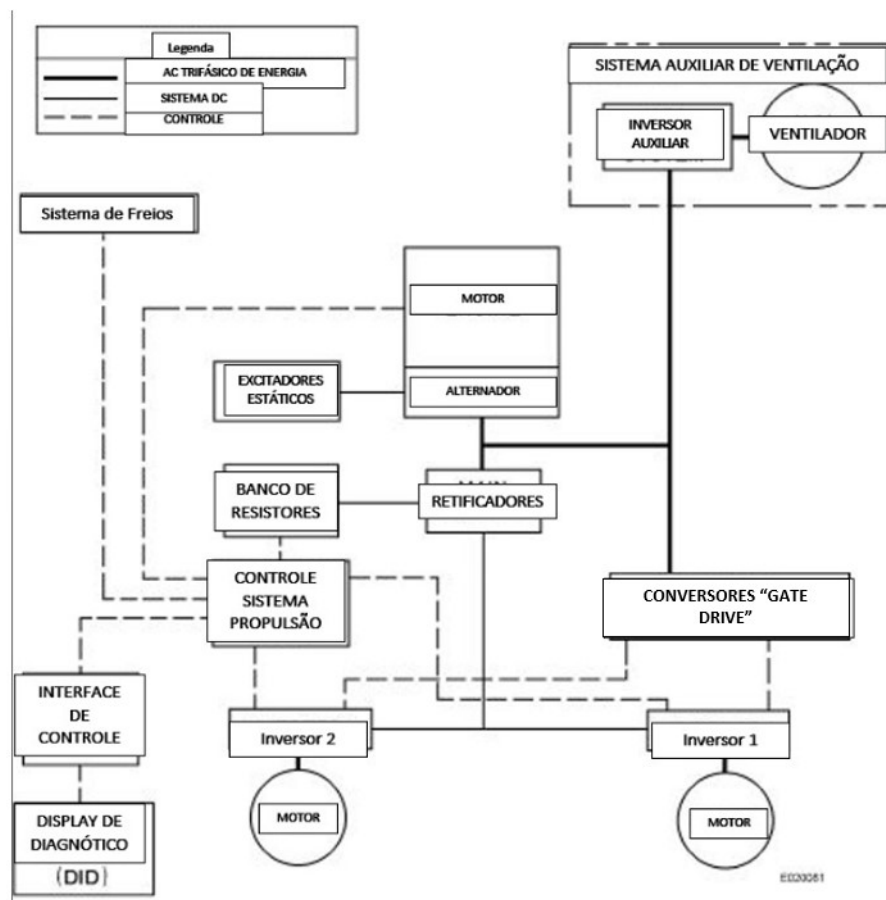 Legenda
AC TRIFÁSICO DE ENERGIA
SISTEMA DC
CONTROLE
SISTEMA AUXILIAR DE VENTILAÇÃO
INVERSOR
AUXILIAR
VENTILADOR
Sistema de Freios
MOTOR
EXCITADORES
ESTÁTICOS
ALTERNADOR
BANCO DE
RESISTORES
RETIFICADORES
CONTROLE
SISTEMA
PROPULSÃO
CONVERSORES “GATE
DRIVE”
INTERFACE
DE
CONTROLE
Inversor 2
Inversor 1
MOTOR
MOTOR
DISPLAY DE
DIAGNÓTICO
(DID)
E020081